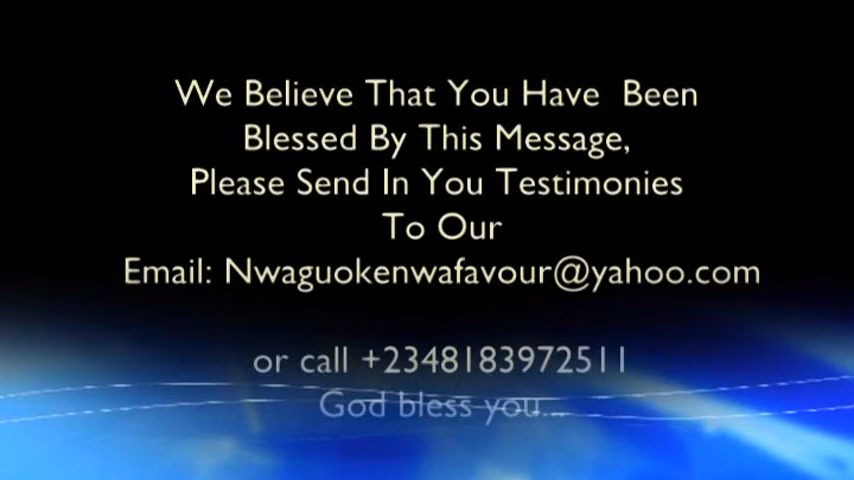 We Believe That You Have Been
Blessed By This Message,
Please Send In You Testimonies
To Our
Email: Nwaguokenwafavour@yahoo.com
or call +2348183972511
God bless you...